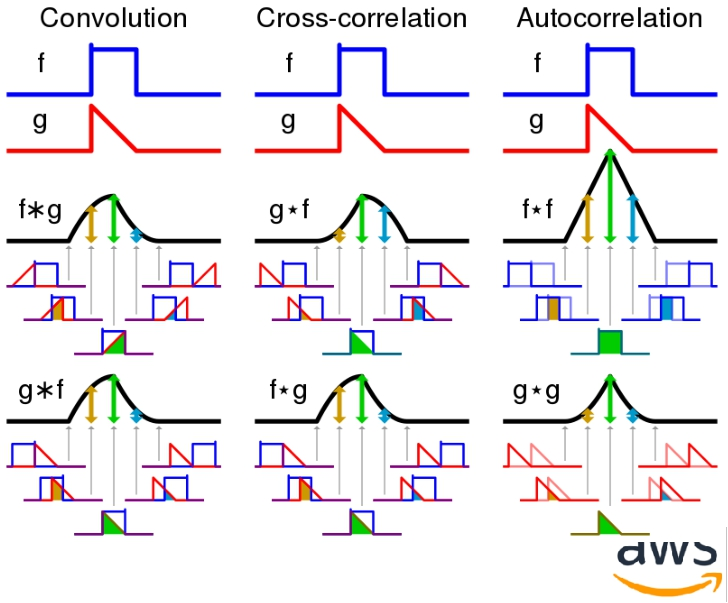 Convolution
Cross-correlation
Autocorrelation
f
f
f
g
g
g
f∗g
g⋆f
f⋆f
g∗f
f⋆g
g⋆g
aws